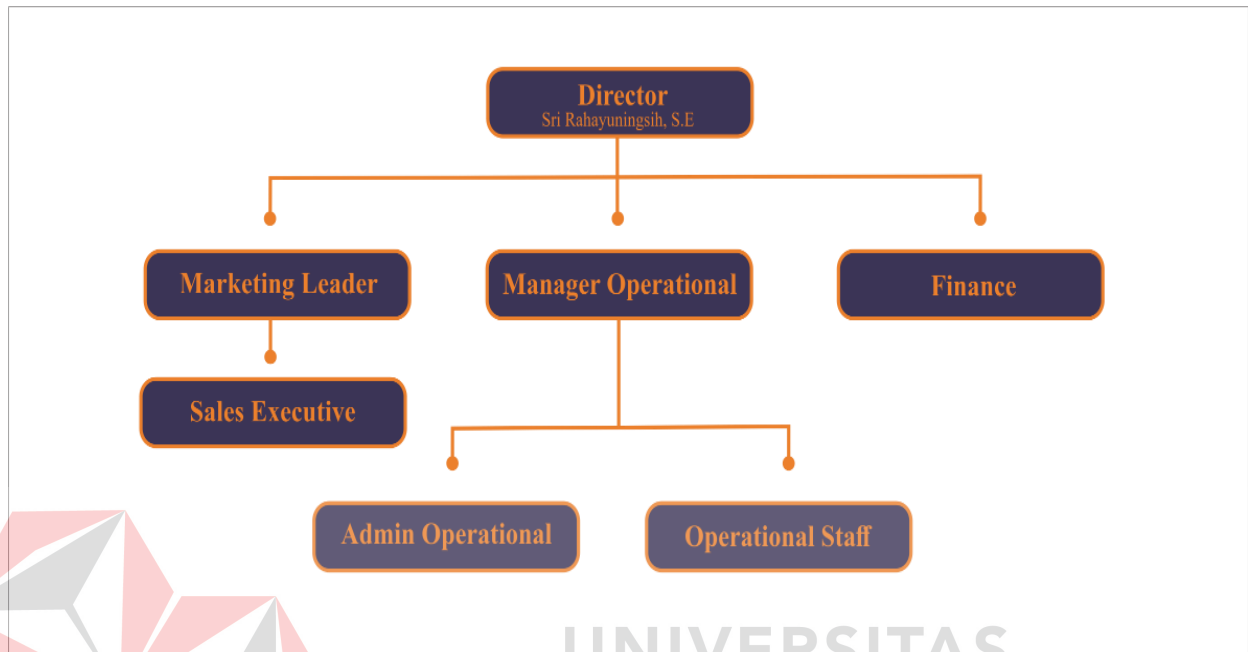 Director
Sri Rahayuningsih, S.E
Marketing Leader
Manager Operational
Finance
Sales Executive
Admin Operational
Operational Staff
UNIVERSITAS